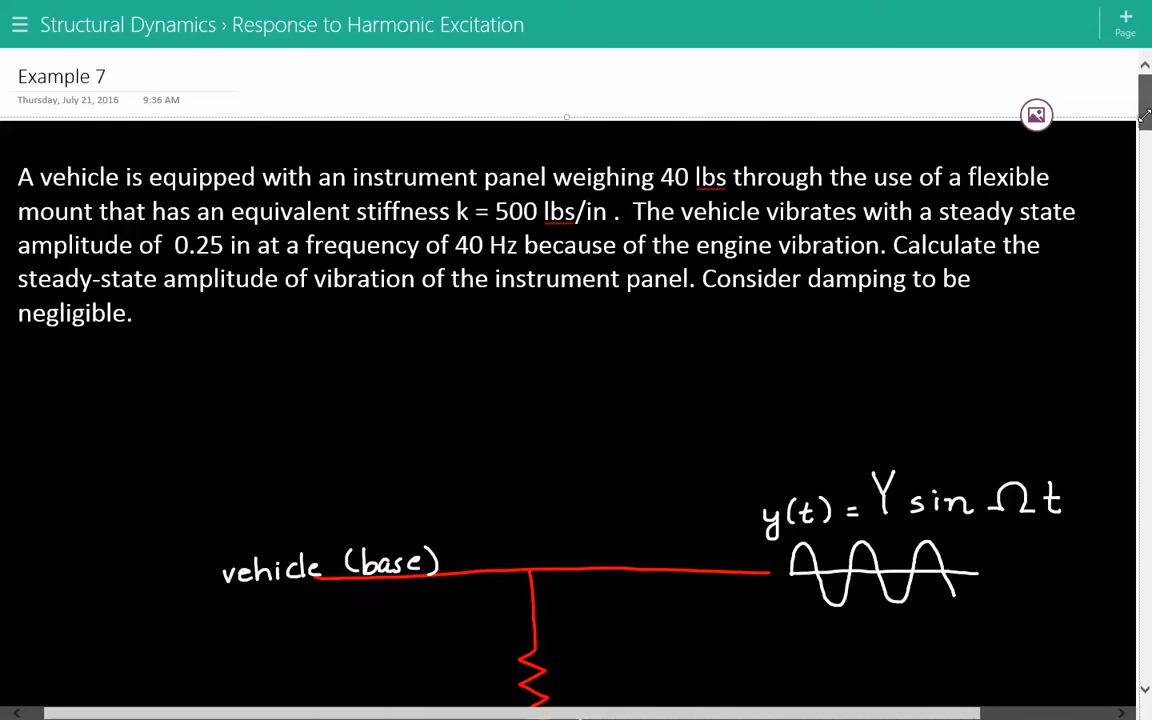 Structural Dynamics › Response to Harmonic Excitation
Page
Example 7
Thursday, July 21, 2016 9:36 AM
A vehicle is equipped with an instrument panel weighing 40 lbs through the use of a flexible
mount that has an equivalent stiffness k = 500 lbs/in . The vehicle vibrates with a steady state
amplitude of 0.25 in at a frequency of 40 Hz because of the engine vibration. Calculate the
steady-state amplitude of vibration of the instrument panel. Consider damping to be
negligible.
y(t) = Y sin Ω t
vehicle (base)